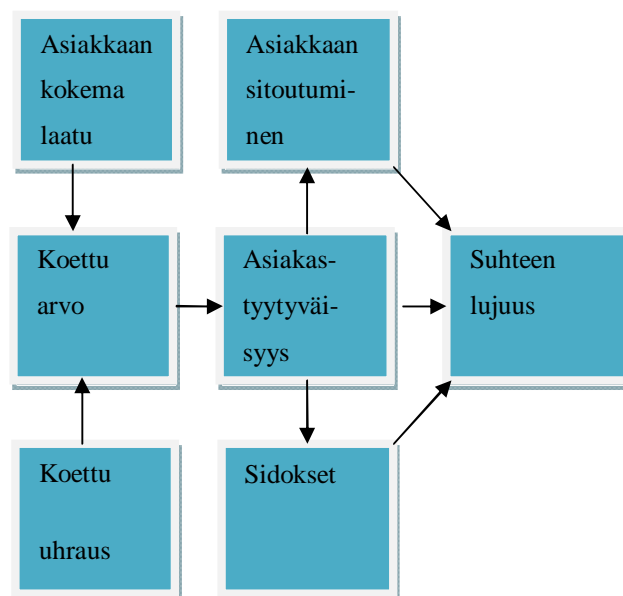 Asiakkaan
kokema
laatu
Asiakkaan
sitoutumi-
nen
Koettu
arvo
Asiakas-
tyytyväi-
syys
Suhteen
lujuus
Koettu
uhraus
Sidokset